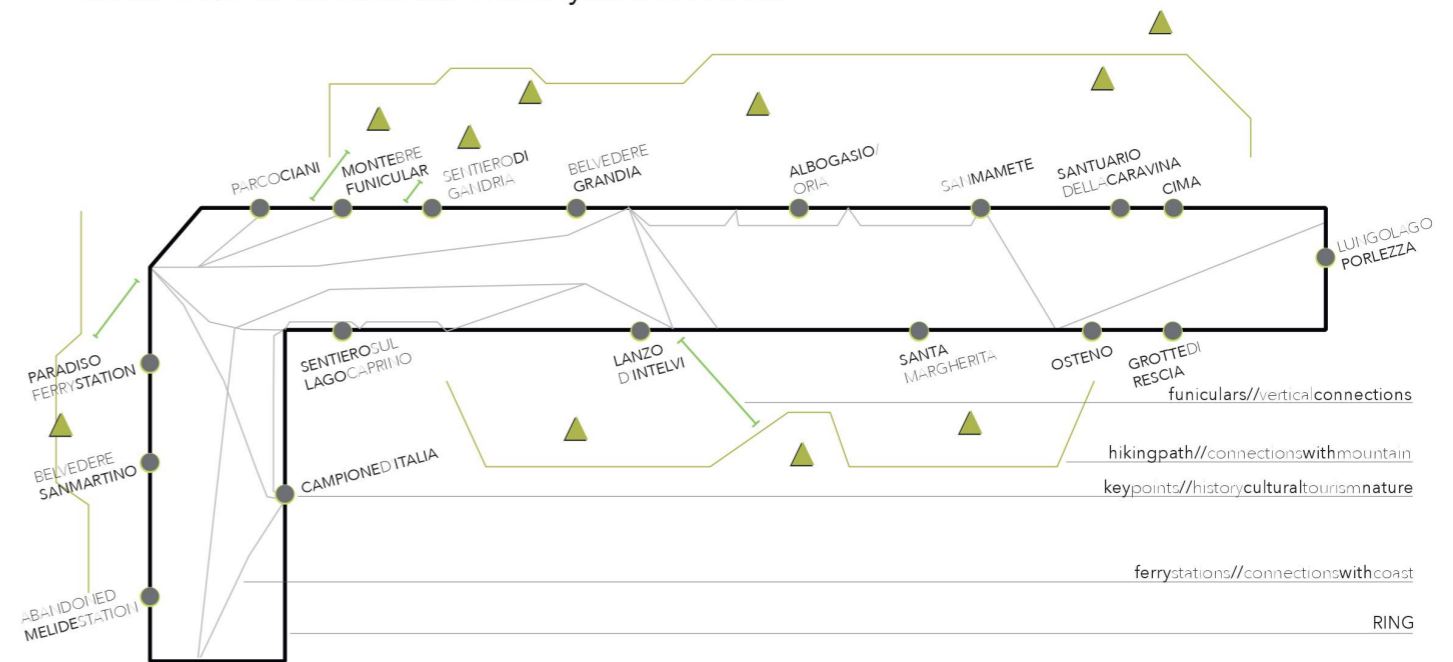 PARCOCIANI
MONTEBRE
FUNICULAR
SENTIERODI
GANDRIA
BELVEDERE
GRANDIA
ALBOGASIO/
ORIA
SANMAMETE
SANTUARIO
DELLACARAVINA
CIMA
LUNGOLAGO
PORLEZZA
PARADISO
FERRYSTATION
SENTIEROSUL
LAGOCAPRINO
LANZO
D'INTELVI
SANTA
MARGHERITA
OSTENO
GROTTEDI
RESCIA
funiculars//verticalconnections
BELVEDERE
SANMARTINO
CAMPIONED'ITALIA
hikingpath//connectionswithmountain
keypoints//historyculturaltourismnature
ABANDONED
MELIDESTATION
ferrystations//connectionswithcoast
RING